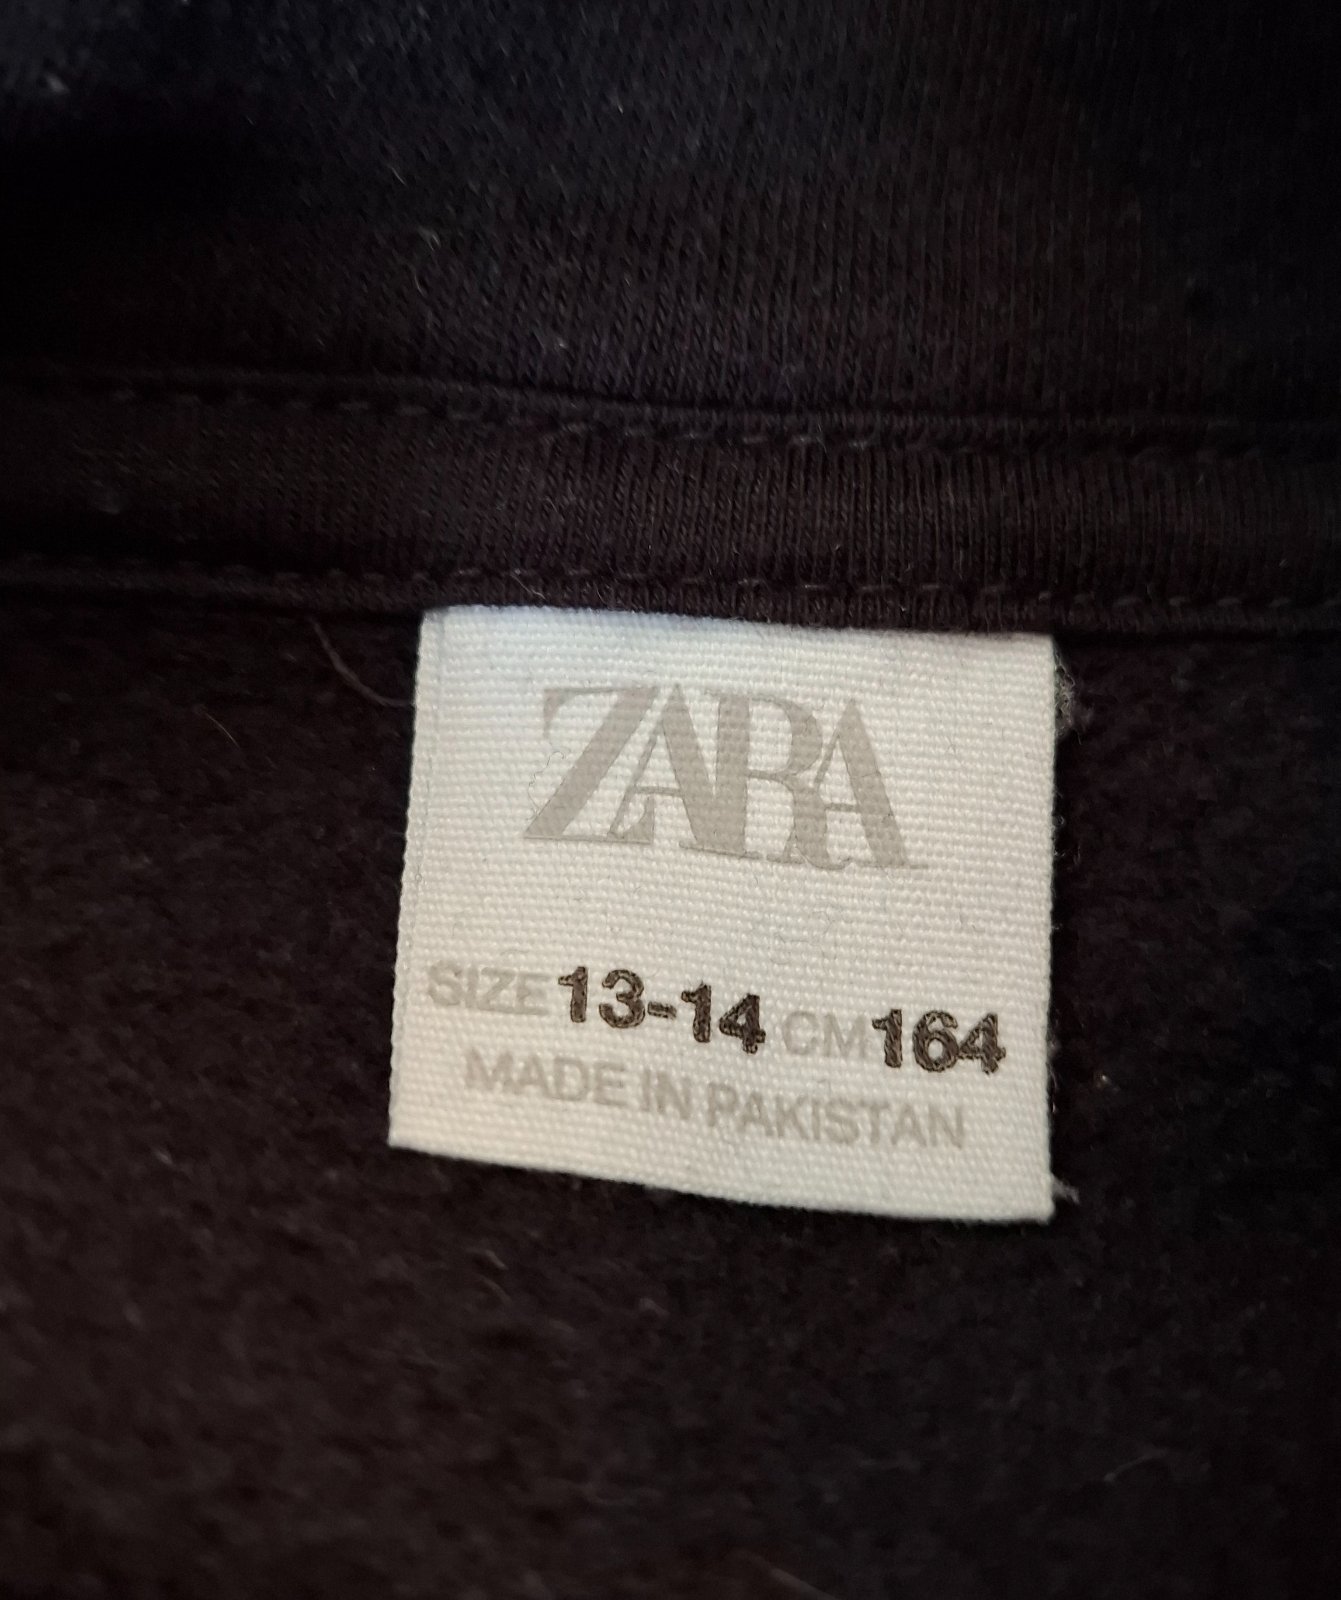 ZARA
SIZE 13-14 CM 164
MADE IN PAKISTAN